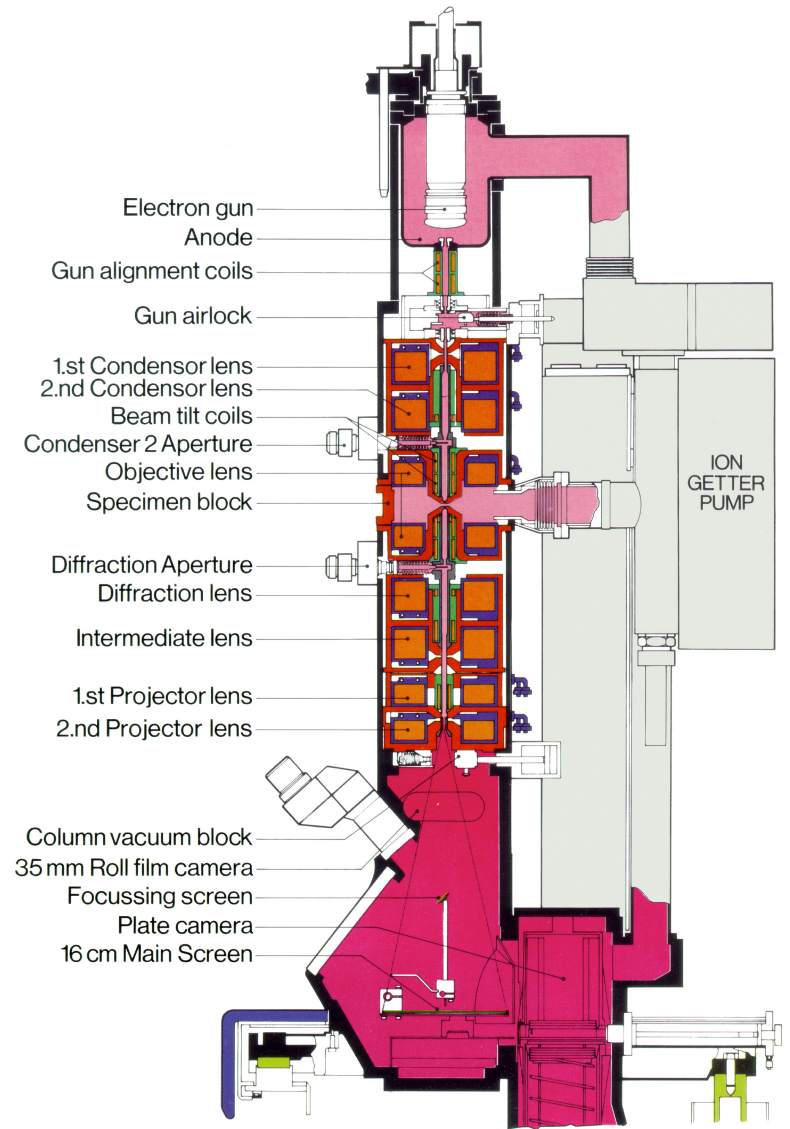 Electron gun
Anode
Gun alignment coils
Gun airlock
1.st Condensor lens
2.nd Condensor lens
Beam tilt coils
Condenser 2 Aperture
Objective lens
Specimen block
ION
GETTER
PUMP
Diffraction Aperture
Diffraction lens
Intermediate lens
1.st Projector lens
2.nd Projector lens
Column vacuum block
35 mm Roll film camera
Focussing screen
Plate camera
16 cm Main Screen